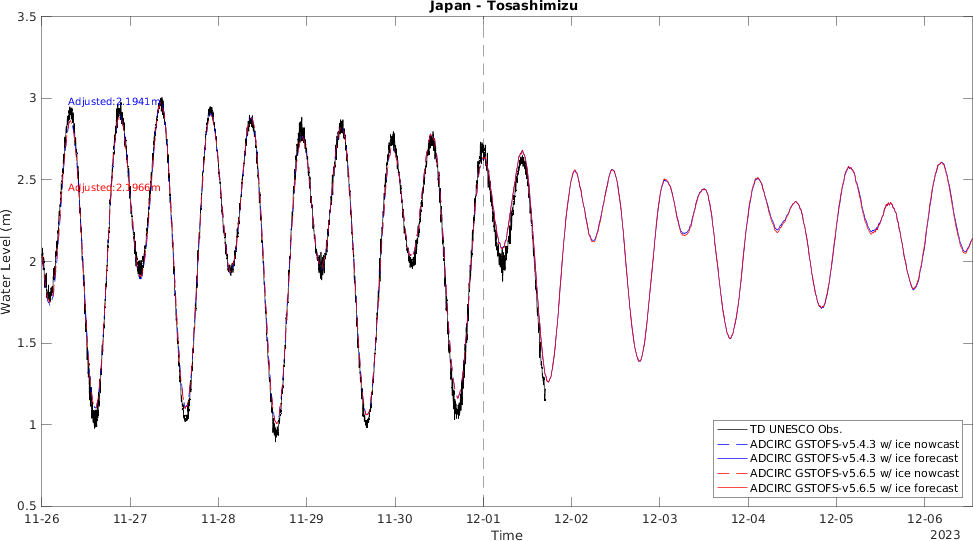 Japan - Tosashimizu
3.5
3
2.5
2
1.5
1
0.5
Water Level (m)
Adjusted:2.1941m
Adjusted:2.1966m
TD UNESCO Obs.
ADCIRC GSTOFS-v5.4.3 w/ ice nowcast
ADCIRC GSTOFS-v5.4.3 w/ ice forecast
ADCIRC GSTOFS-v5.6.5 w/ ice nowcast
ADCIRC GSTOFS-v5.6.5 w/ ice forecast
11-26 11-27 11-28 11-29 11-30 12-01 12-02 12-03 12-04 12-05 12-06
Time
2023